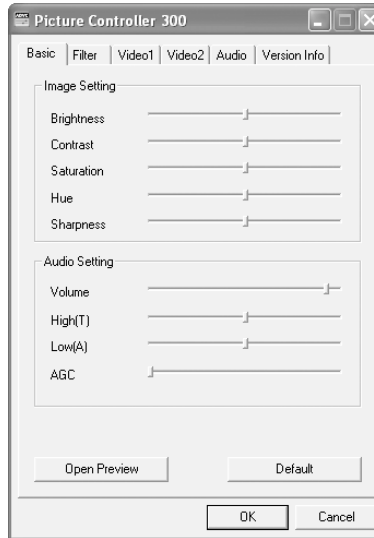 Picture Controller 300
Basic Filter Video1 Video2 Audio Version Info
Image Setting
Brightness
Contrast
Saturation
Hue
Sharpness
Audio Setting
Volume
High(T)
Low(A)
AGC
Open Preview Default
OK Cancel